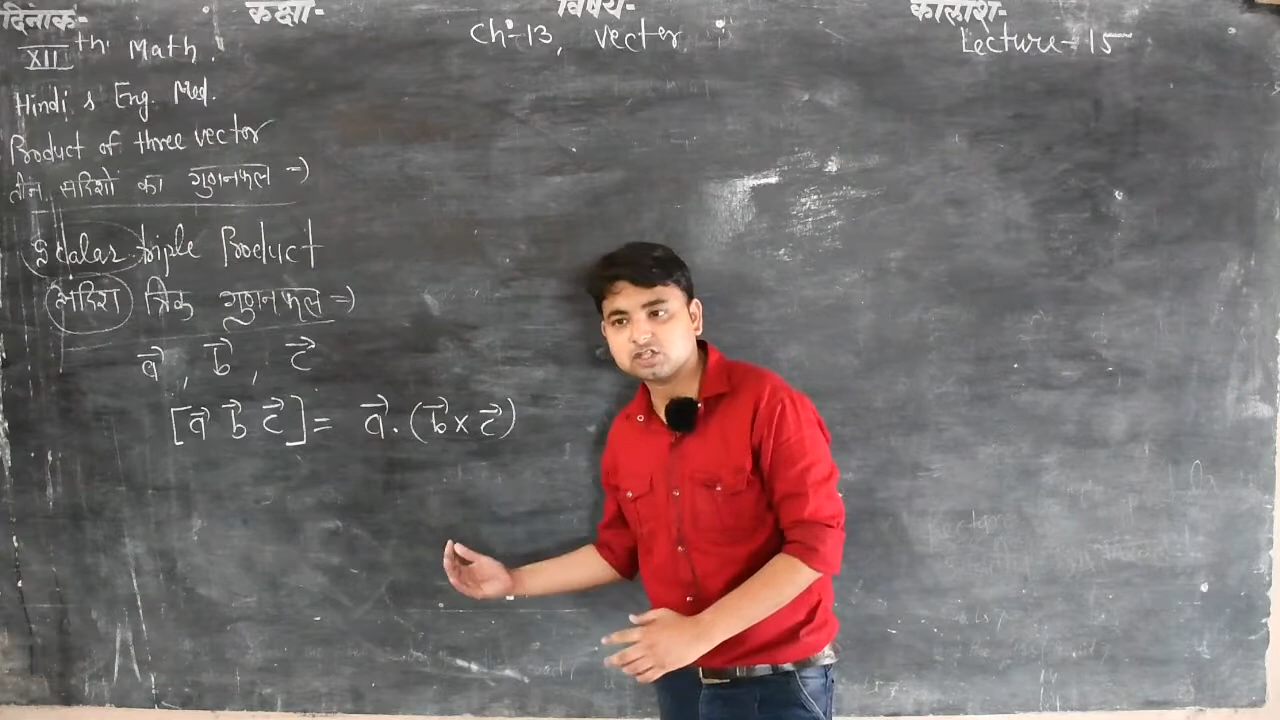 दिनांक- कक्षा- विषय- कालांश-
Ch-13, Vector Lecture-15
XII th Math.
Hindi & Eng. Med.
Product of three vector
तीन सदिशों का गुणनफल ⇒
Scalar triple Product
सदिश त्रिक गुणनफल ⇒
a⃗, b⃗, c⃗
[a⃗ b⃗ c⃗] = a⃗·(b⃗×c⃗)